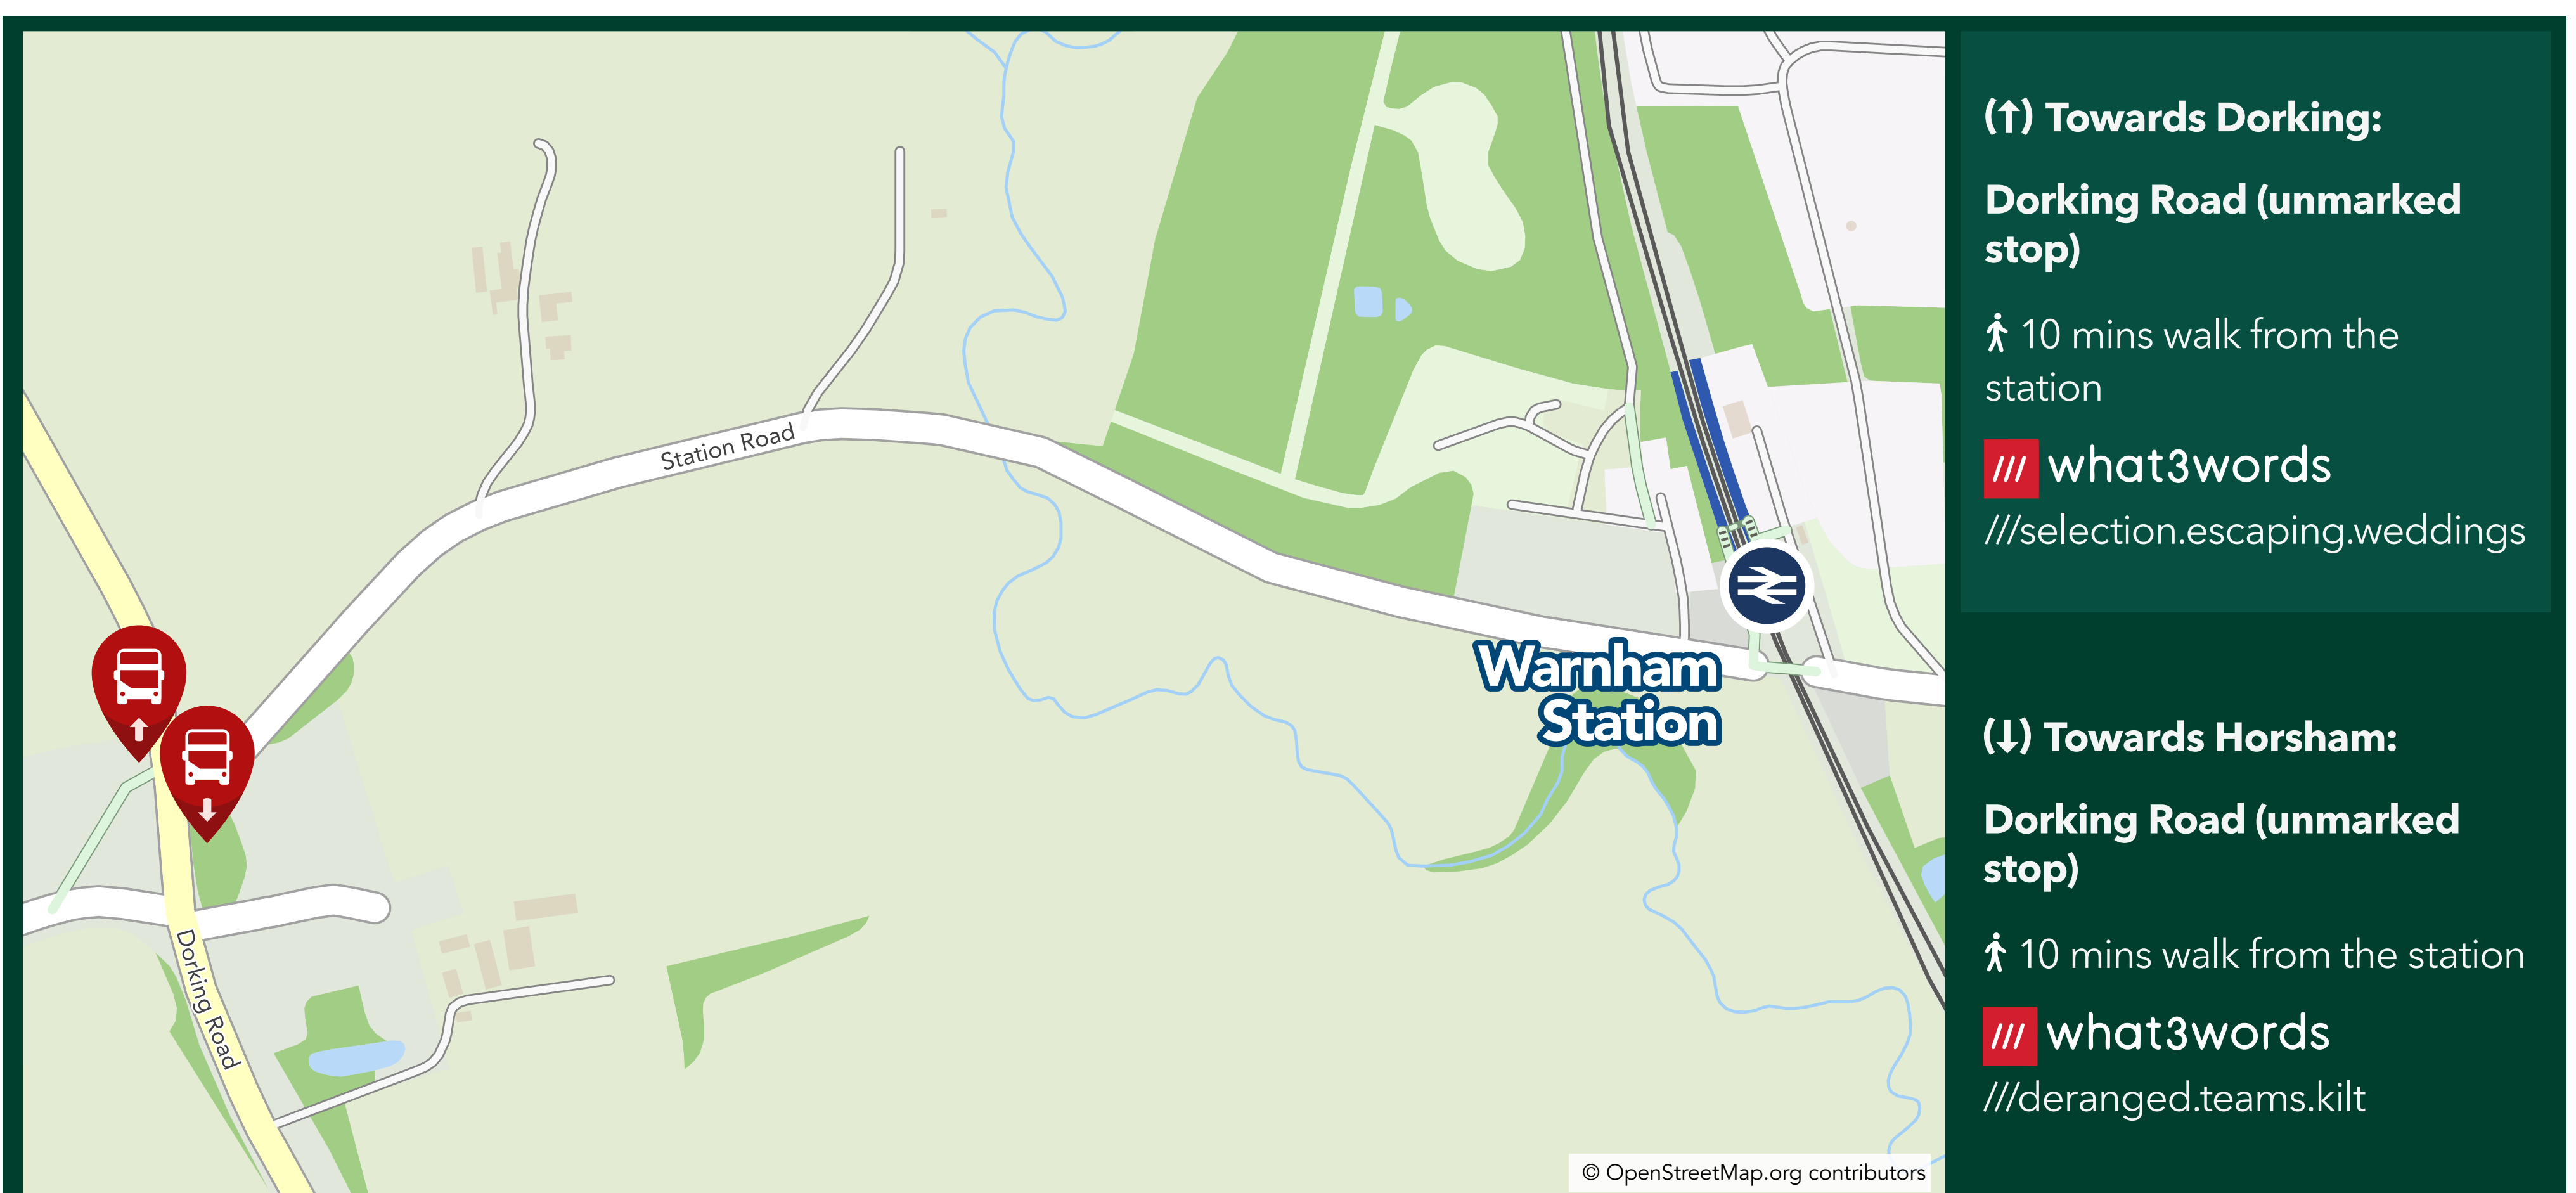 Station Road
Warnham
Station
Dorking Road
© OpenStreetMap.org contributors
(↑) Towards Dorking:
Dorking Road (unmarked
stop)
10 mins walk from the
station
/// what3words
///selection.escaping.weddings
(↓) Towards Horsham:
Dorking Road (unmarked
stop)
10 mins walk from the station
/// what3words
///deranged.teams.kilt